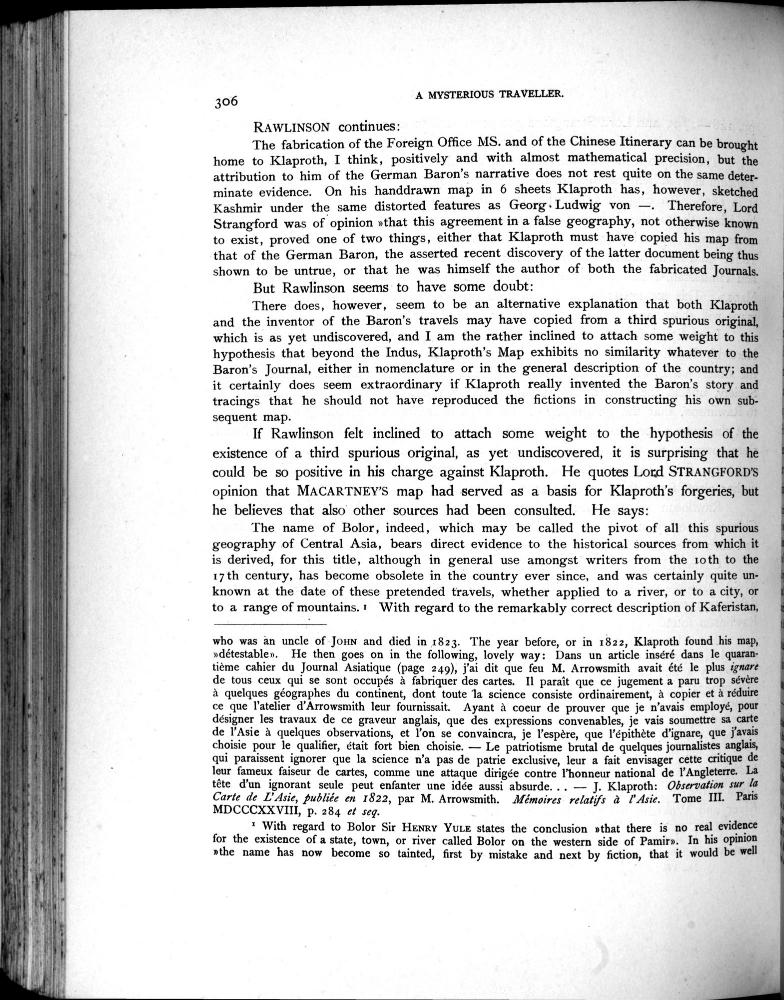 306
A MYSTERIOUS TRAVELLER.
RAWLINSON continues:
The fabrication of the Foreign Office MS. and of the Chinese Itinerary can be brought
home to Klaproth, I think, positively and with almost mathematical precision, but the
attribution to him of the German Baron's narrative does not rest quite on the same deter-
minate evidence. On his handdrawn map in 6 sheets Klaproth has, however, sketched
Kashmir under the same distorted features as Georg Ludwig von —. Therefore, Lord
Strangford was of opinion »that this agreement in a false geography, not otherwise known
to exist, proved one of two things, either that Klaproth must have copied his map from
that of the German Baron, the asserted recent discovery of the latter document being thus
shown to be untrue, or that he was himself the author of both the fabricated Journals.
But Rawlinson seems to have some doubt:
There does, however, seem to be an alternative explanation that both Klaproth
and the inventor of the Baron's travels may have copied from a third spurious original,
which is as yet undiscovered, and I am the rather inclined to attach some weight to this
hypothesis that beyond the Indus, Klaproth's Map exhibits no similarity whatever to the
Baron's Journal, either in nomenclature or in the general description of the country; and
it certainly does seem extraordinary if Klaproth really invented the Baron's story and
tracings that he should not have reproduced the fictions in constructing his own sub-
sequent map.
If Rawlinson felt inclined to attach some weight to the hypothesis of the
existence of a third spurious original, as yet undiscovered, it is surprising that he
could be so positive in his charge against Klaproth. He quotes Lord STRANGFORD'S
opinion that MACARTNEY'S map had served as a basis for Klaproth's forgeries, but
he believes that also other sources had been consulted. He says:
The name of Bolor, indeed, which may be called the pivot of all this spurious
geography of Central Asia, bears direct evidence to the historical sources from which it
is derived, for this title, although in general use amongst writers from the 10th to the
17th century, has become obsolete in the country ever since, and was certainly quite un-
known at the date of these pretended travels, whether applied to a river, or to a city, or
to a range of mountains. ¹ With regard to the remarkably correct description of Kaferistan,
who was an uncle of JOHN and died in 1823. The year before, or in 1822, Klaproth found his map,
»détestable». He then goes on in the following, lovely way: Dans un article inséré dans le quaran-
tième cahier du Journal Asiatique (page 249), j'ai dit que feu M. Arrowsmith avait été le plus ignare
de tous ceux qui se sont occupés à fabriquer des cartes. Il paraît que ce jugement a paru trop sévère
à quelques géographes du continent, dont toute la science consiste ordinairement, à copier et à réduire
ce que l'atelier d'Arrowsmith leur fournissait. Ayant à coeur de prouver que je n'avais employé, pour
désigner les travaux de ce graveur anglais, que des expressions convenables, je vais soumettre sa carte
de l'Asie à quelques observations, et l'on se convaincra, je l'espère, que l'épithète d'ignare, que j'avais
choisie pour le qualifier, était fort bien choisie. — Le patriotisme brutal de quelques journalistes anglais,
qui paraissent ignorer que la science n'a pas de patrie exclusive, leur a fait envisager cette critique de
leur fameux faiseur de cartes, comme une attaque dirigée contre l'honneur national de l'Angleterre. La
tête d'un ignorant seule peut enfanter une idée aussi absurde. . . — J. Klaproth: Observation sur la
Carte de L'Asie, publiée en 1822, par M. Arrowsmith. Mémoires relatifs à l'Asie. Tome III. Paris
MDCCCXXVIII, p. 284 et seq.
¹ With regard to Bolor Sir HENRY YULE states the conclusion »that there is no real evidence
for the existence of a state, town, or river called Bolor on the western side of Pamir». In his opinion
»the name has now become so tainted, first by mistake and next by fiction, that it would be well